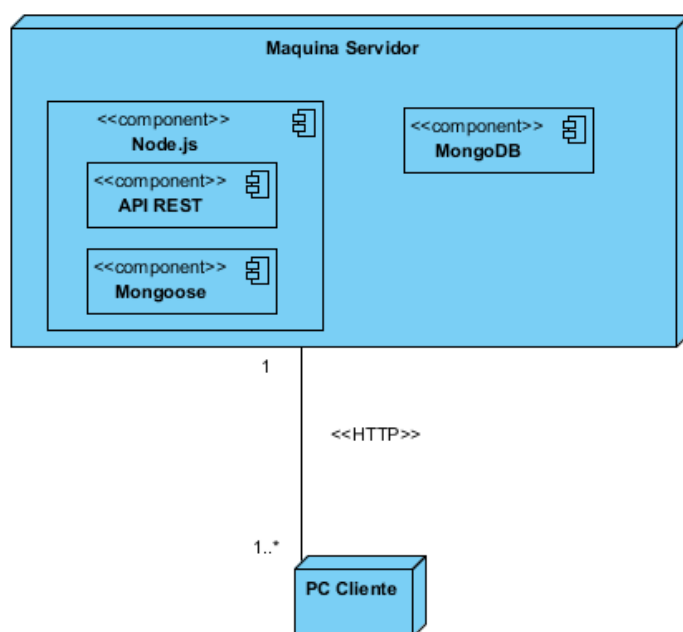 Maquina Servidor
<<component>>
Node.js
<<component>>
API REST
<<component>>
Mongoose
<<component>>
MongoDB
1
<<HTTP>>
1..*
PC Cliente